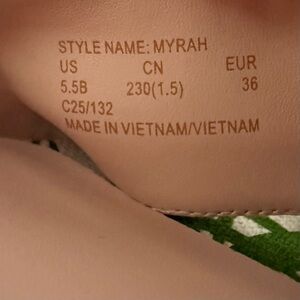 STYLE NAME: MYRAH
US CN EUR
5.5B 230(1.5) 36
C25/132
MADE IN VIETNAM/VIETNAM